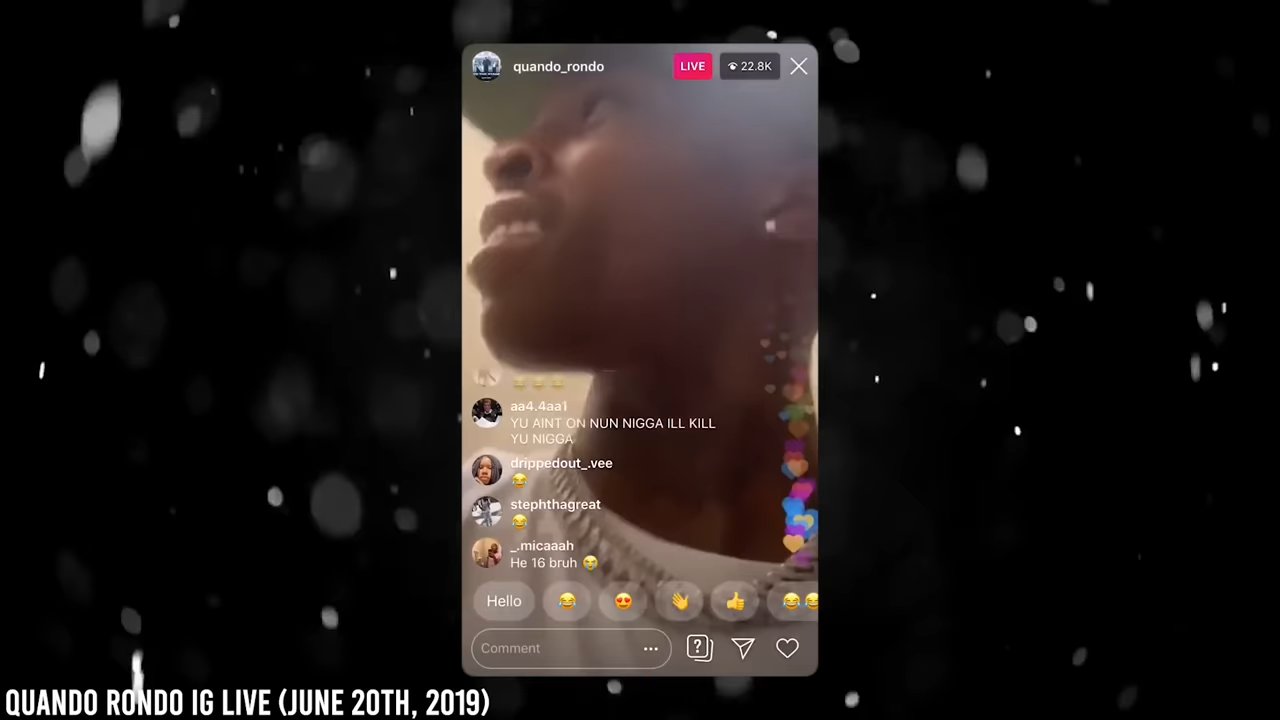 quando_rondo LIVE 22.8K
aa4.4aa1
YU AINT ON NUN NIGGA ILL KILL
YU NIGGA
drippedout_.vee
😂
stephthagreat
😂
_.micaaah
He 16 bruh 😭
Hello 😂 😍 👋 👍 😂😂
Comment
QUANDO RONDO IG LIVE (JUNE 20TH, 2019)